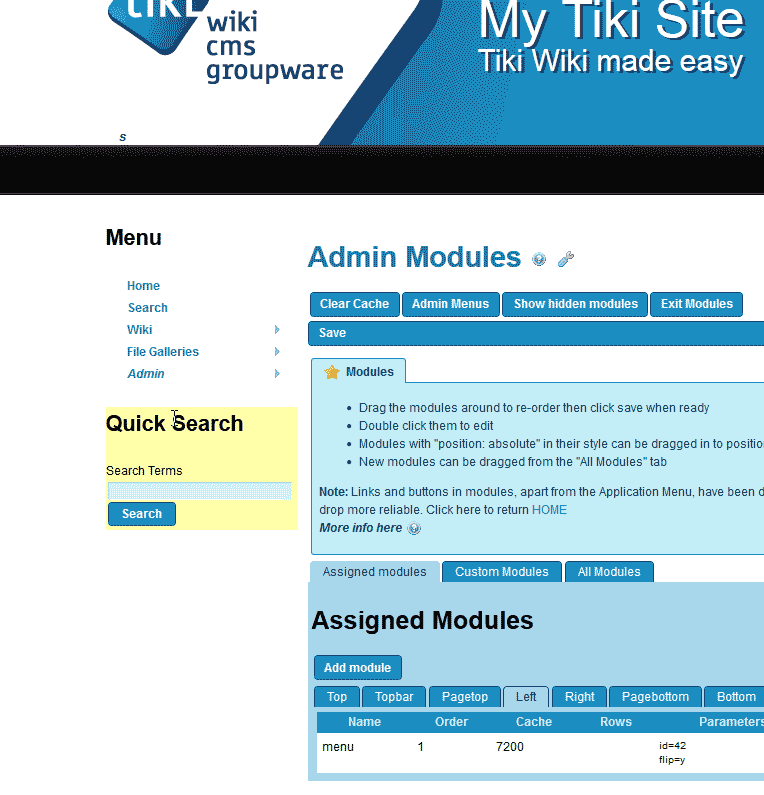 TIKI
wiki
cms
groupware
My Tiki Site
Tiki Wiki made easy
s
Menu
Home
Search
Wiki
File Galleries
Admin
Quick Search
Search Terms
Search
Admin Modules
Clear Cache
Admin Menus
Show hidden modules
Exit Modules
Save
Modules
• Drag the modules around to re-order then click save when ready
• Double click them to edit
• Modules with "position: absolute" in their style can be dragged in to positio
• New modules can be dragged from the "All Modules" tab
Note: Links and buttons in modules, apart from the Application Menu, have been d
drop more reliable. Click here to return HOME
More info here
Assigned modules
Custom Modules
All Modules
Assigned Modules
Add module
Top
Topbar
Pagetop
Left
Right
Pagebottom
Bottom
Name Order Cache Rows Parameters
menu 1 7200 id=42
flip=y